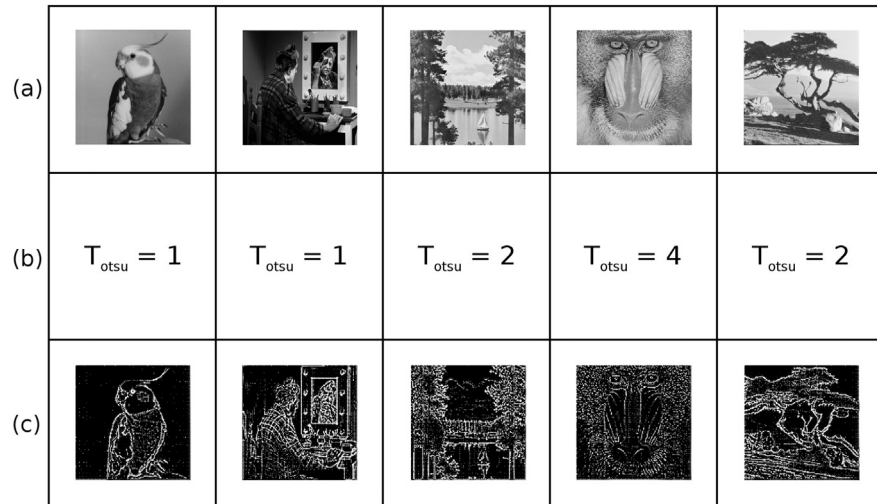 (a)
(b) T_otsu = 1 T_otsu = 1 T_otsu = 2 T_otsu = 4 T_otsu = 2
(c)